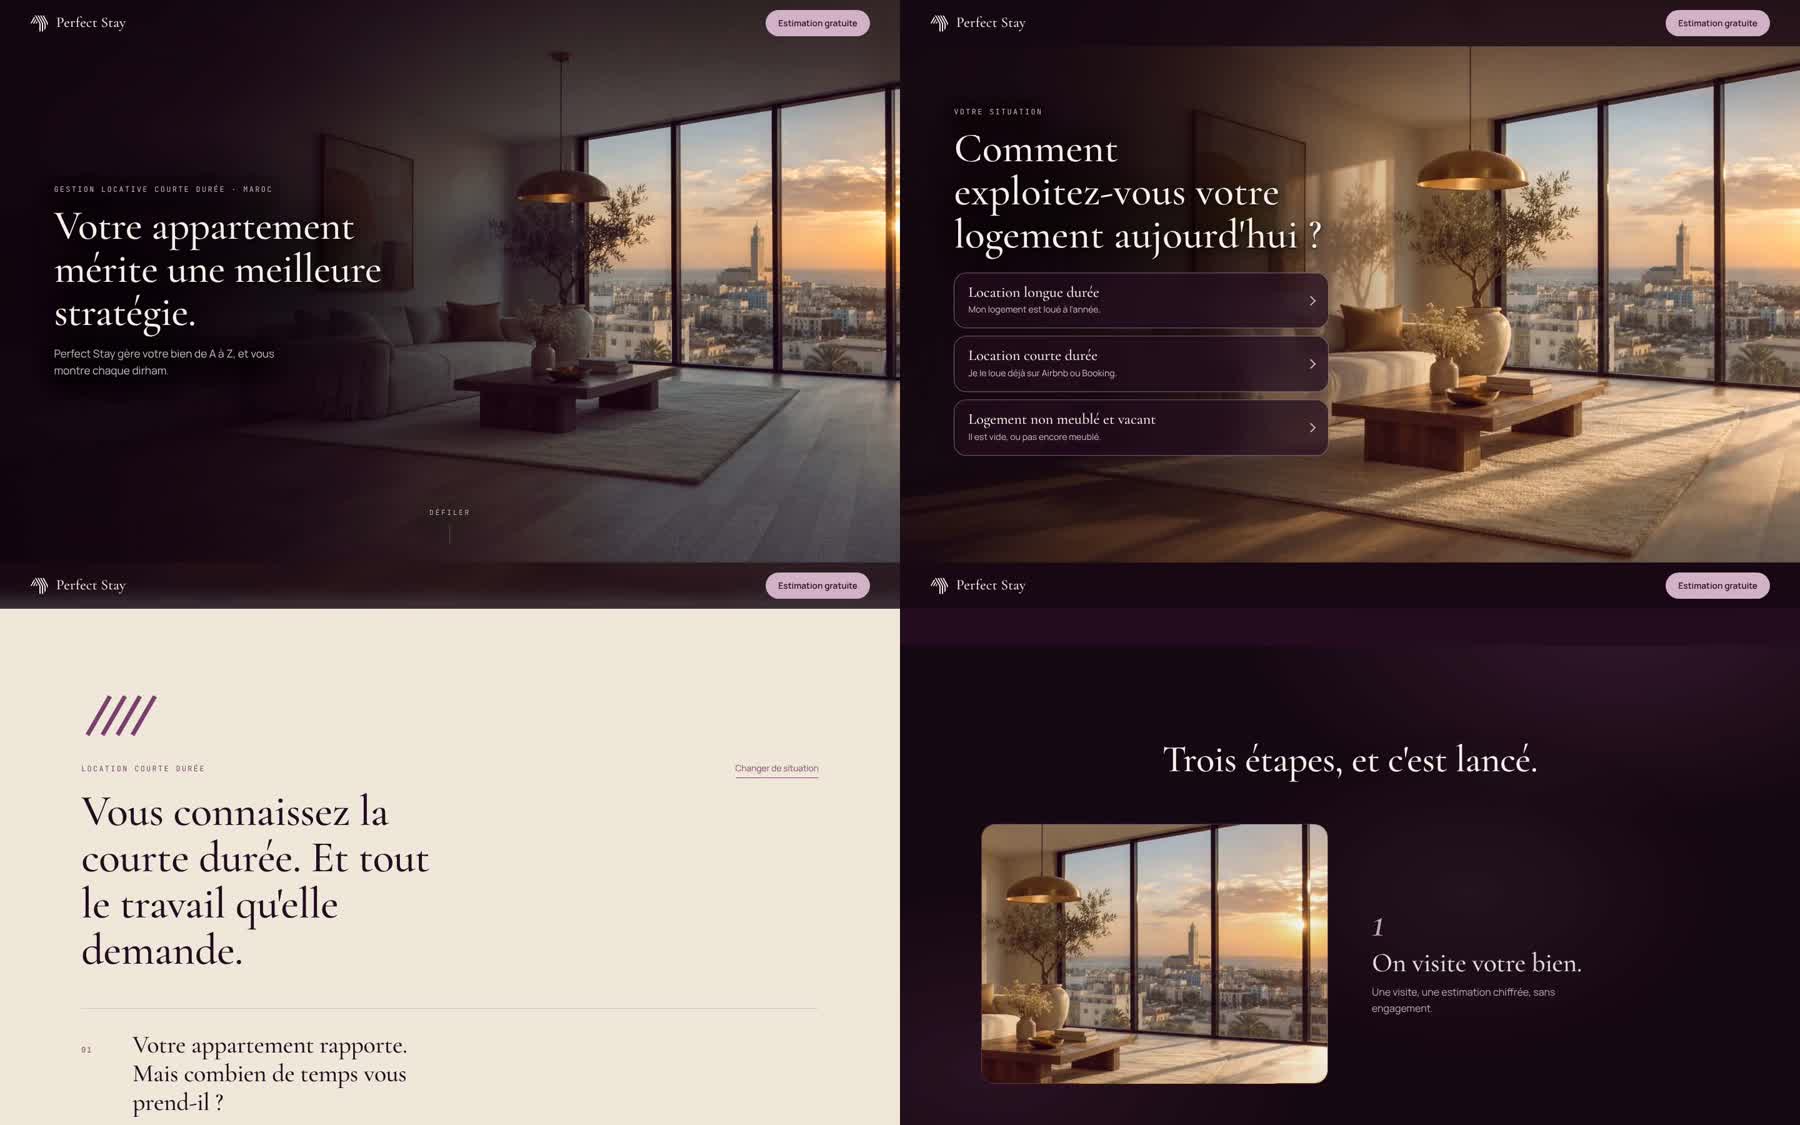 Perfect Stay
Estimation gratuite
GESTION LOCATIVE COURTE DURÉE · MAROC
Votre appartement
mérite une meilleure
stratégie.
Perfect Stay gère votre bien de A à Z, et vous
montre chaque dirham.
DÉFILER
Perfect Stay
Estimation gratuite
VOTRE SITUATION
Comment
exploitez-vous votre
logement aujourd'hui ?
Location longue durée
Mon logement est loué à l'année.
Location courte durée
Je le loue déjà sur Airbnb ou Booking.
Logement non meublé et vacant
Il est vide, ou pas encore meublé.
Perfect Stay
Estimation gratuite
LOCATION COURTE DURÉE
Changer de situation
Vous connaissez la
courte durée. Et tout
le travail qu'elle
demande.
01
Votre appartement rapporte.
Mais combien de temps vous
prend-il ?
Perfect Stay
Estimation gratuite
Trois étapes, et c'est lancé.
1
On visite votre bien.
Une visite, une estimation chiffrée, sans
engagement.